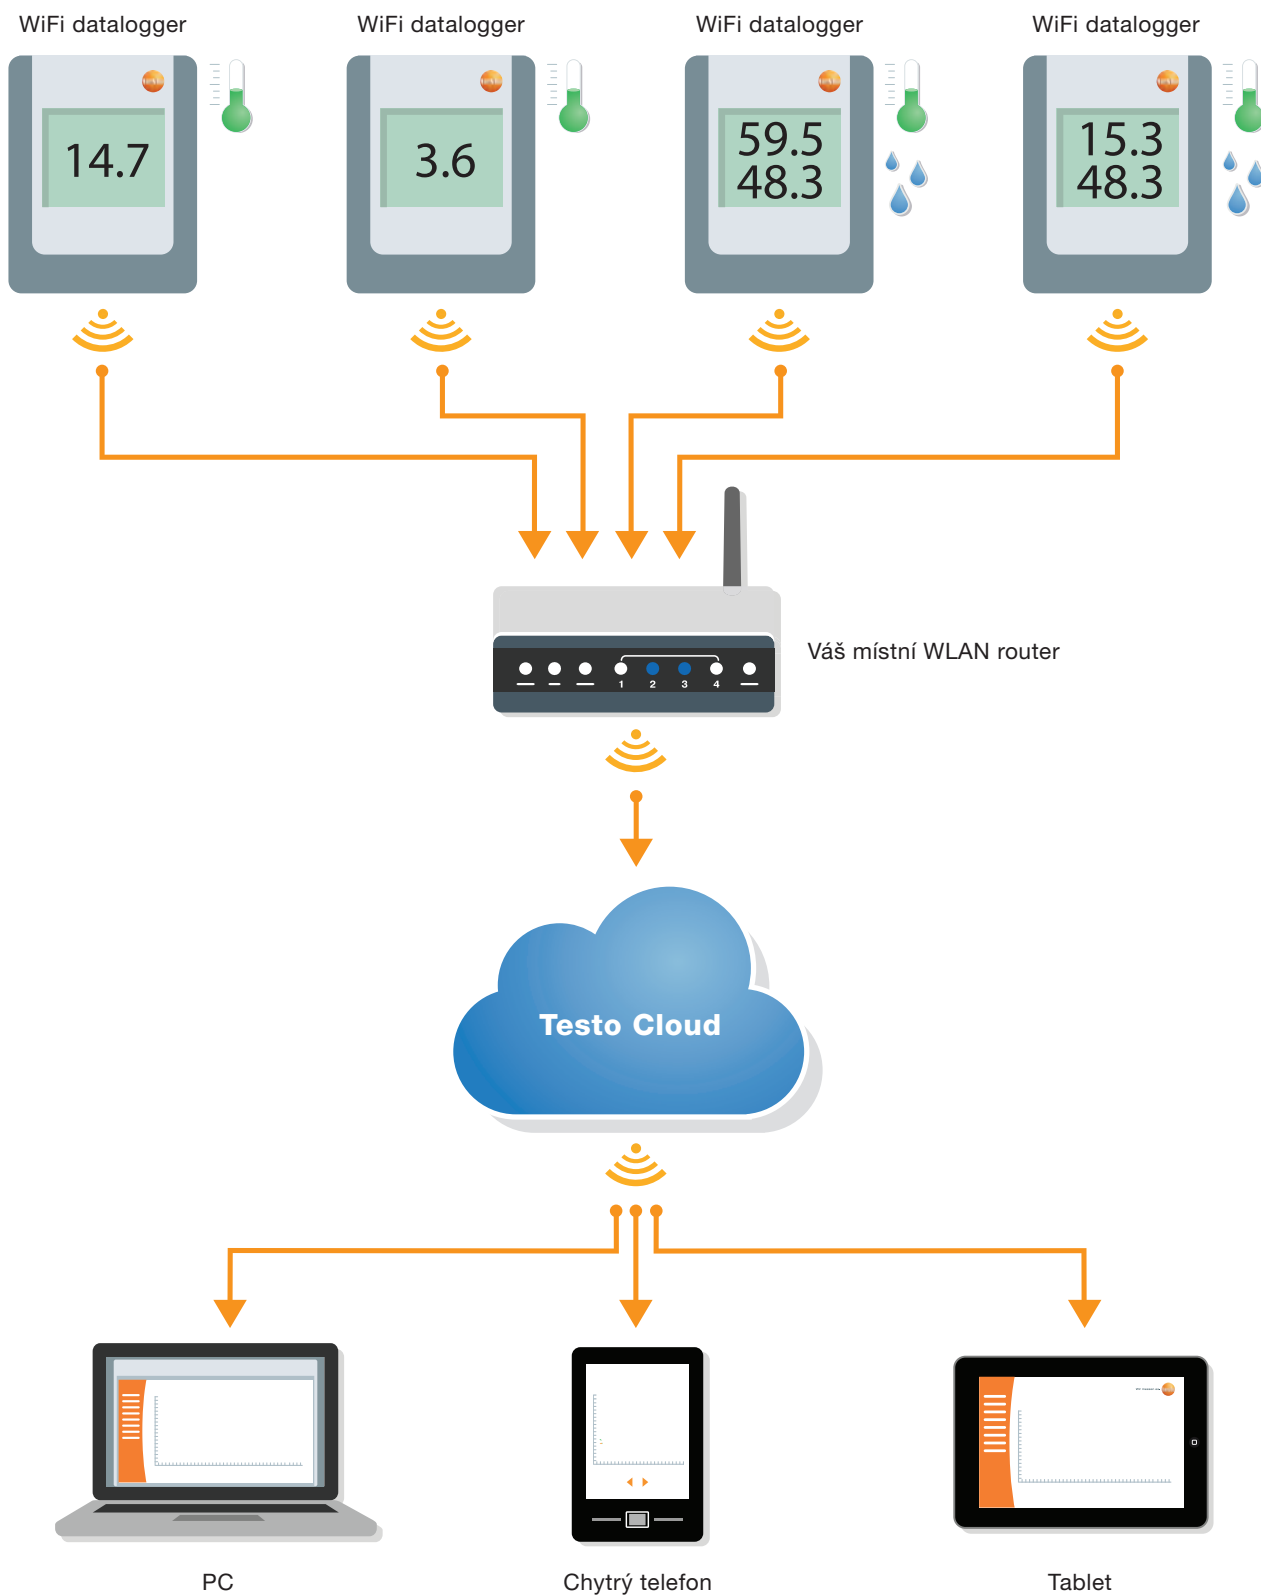 WiFi datalogger
WiFi datalogger
WiFi datalogger
WiFi datalogger
14.7
3.6
59.5
48.3
15.3
48.3
Váš místní WLAN router
1 2 3 4
Testo Cloud
PC
Chytrý telefon
Tablet